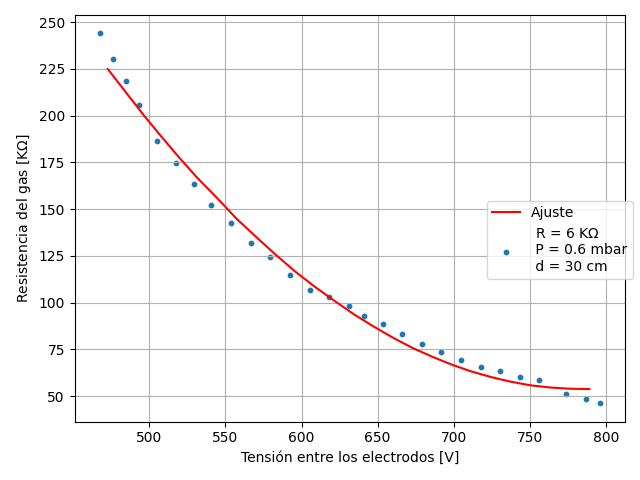 250
225
200
175
150
125
100
75
50
Resistencia del gas [KΩ]
Ajuste
R = 6 KΩ
P = 0.6 mbar
d = 30 cm
500 550 600 650 700 750 800
Tensión entre los electrodos [V]